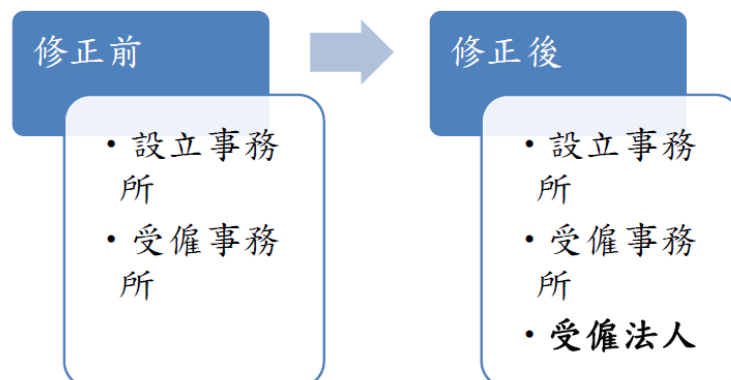 修正前
• 設立事務
所
• 受僱事務
所
修正後
• 設立事務
所
• 受僱事務
所
• 受僱法人